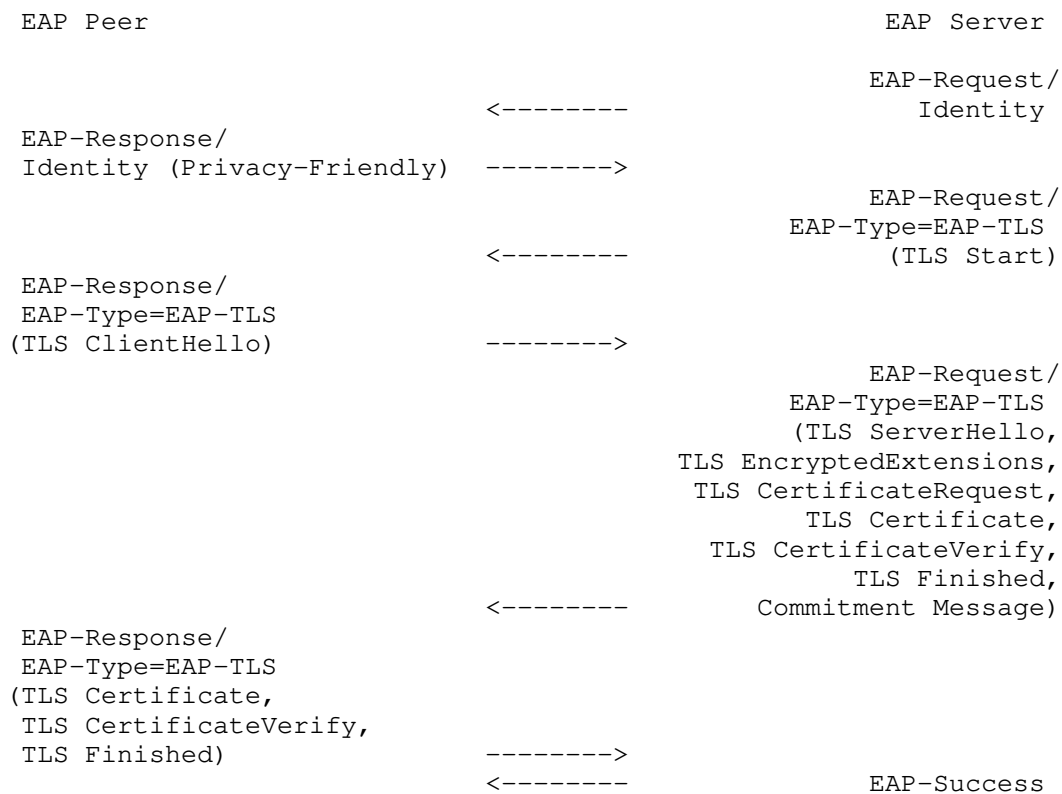 EAP Peer                                              EAP Server

                                                    EAP-Request/
                              <--------                Identity
EAP-Response/
Identity (Privacy-Friendly)   -------->
                                                    EAP-Request/
                                                EAP-Type=EAP-TLS
                              <--------              (TLS Start)
EAP-Response/
EAP-Type=EAP-TLS
(TLS ClientHello)             -------->
                                                    EAP-Request/
                                                EAP-Type=EAP-TLS
                                                (TLS ServerHello,
                                        TLS EncryptedExtensions,
                                         TLS CertificateRequest,
                                                TLS Certificate,
                                          TLS CertificateVerify,
                                                   TLS Finished,
                              <--------      Commitment Message)
EAP-Response/
EAP-Type=EAP-TLS
(TLS Certificate,
TLS CertificateVerify,
TLS Finished)                 -------->
                              <--------              EAP-Success